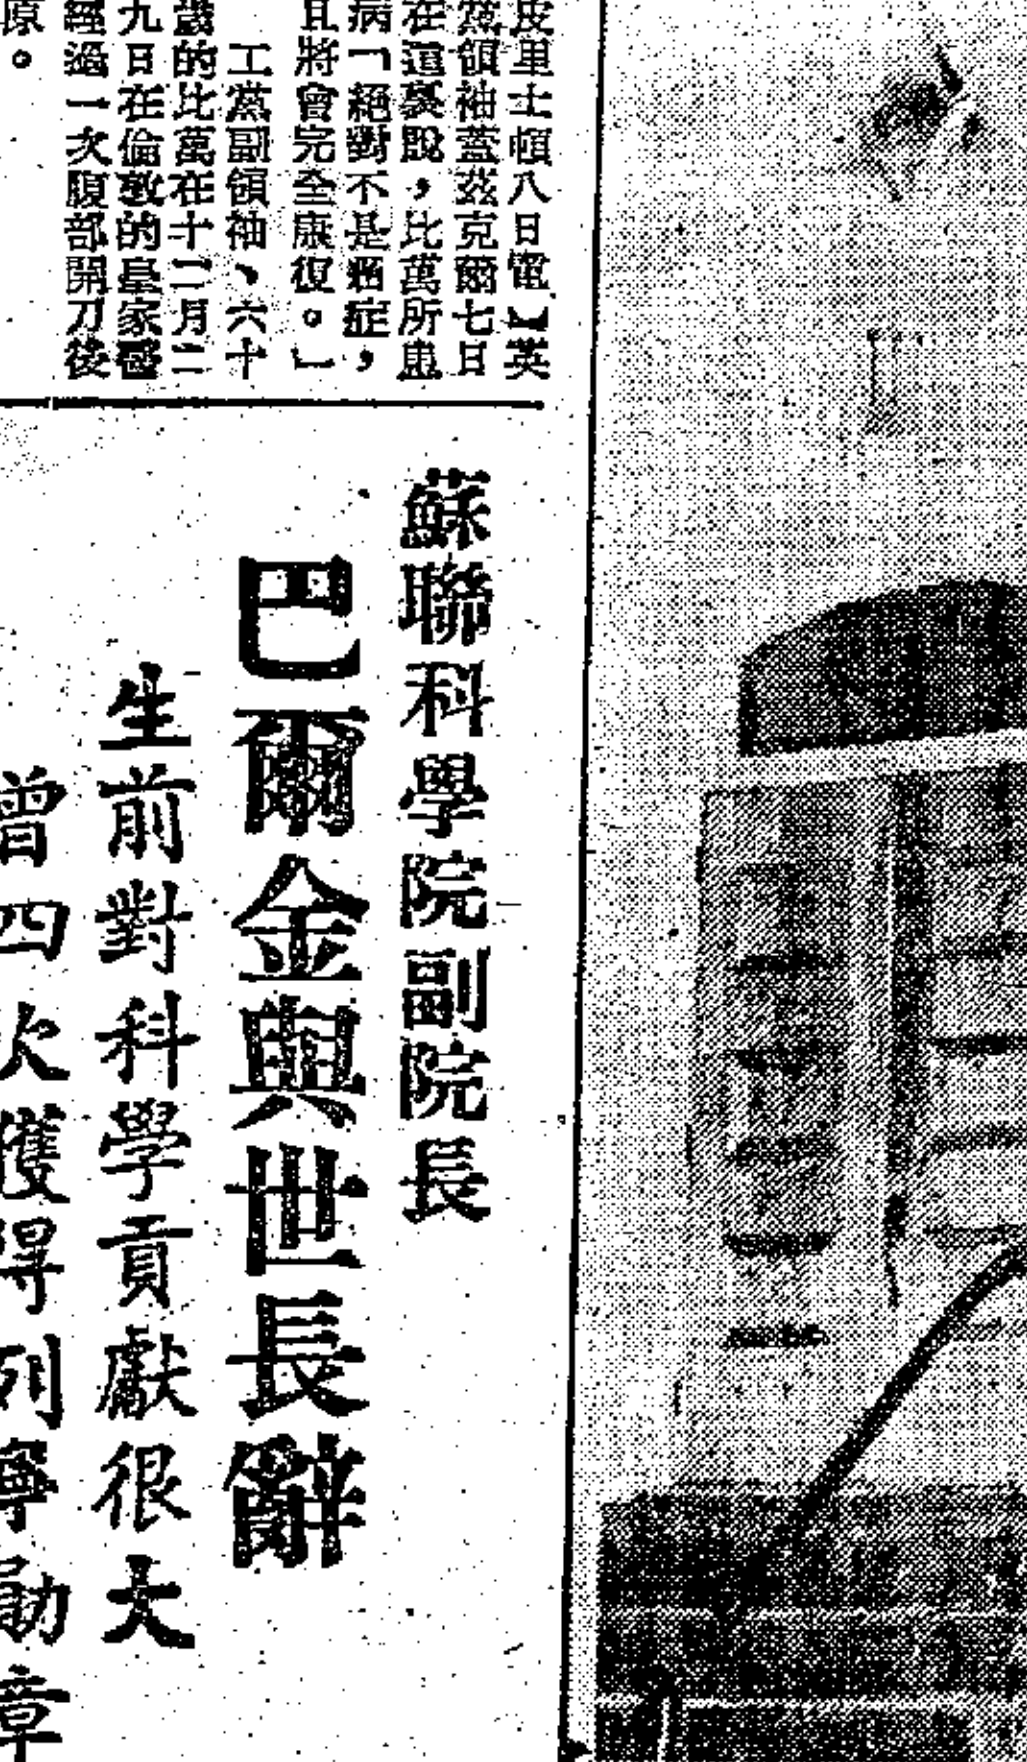 皮里士頓八日電】英
黨領袖蓋茲克爾七日
在這裏說，比萬所患
病「絕對不是癌症，
且將會完全康復。」
工黨副領袖、六十
歲的比萬在十二月二
九日在倫敦的皇家醫
經過一次腹部開刀後
原。
蘇聯科學院副院長
巴爾金與世長辭
生前對科學貢獻很大
曾四次獲得列寧勛章